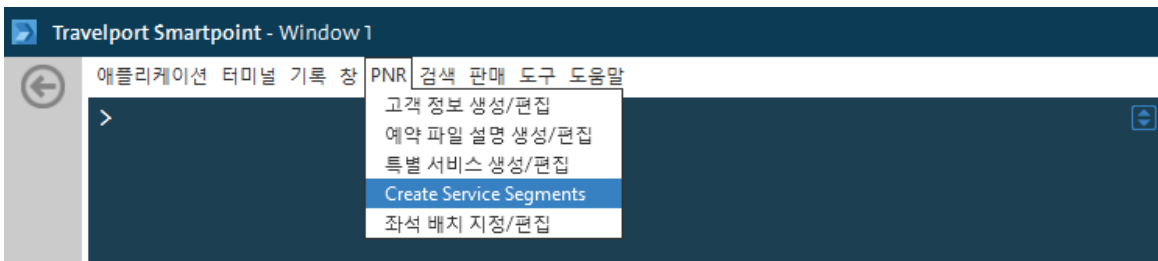 Travelport Smartpoint - Window 1
애플리케이션 터미널 기록 창 PNR 검색 판매 도구 도움말
>
고객 정보 생성/편집
예약 파일 설명 생성/편집
특별 서비스 생성/편집
Create Service Segments
좌석 배치 지정/편집